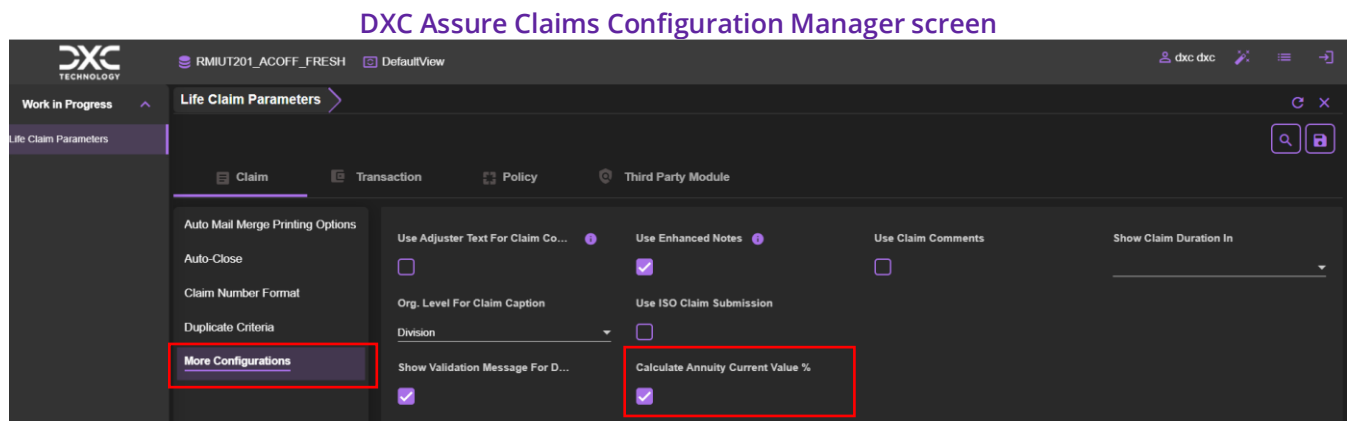 DXC Assure Claims Configuration Manager screen
DXC
TECHNOLOGY
RMIUT201_ACOFF_FRESH
DefaultView
dxc dxc
Work in Progress
Life Claim Parameters
Life Claim Parameters
Claim
Transaction
Policy
Third Party Module
Auto Mail Merge Printing Options
Auto-Close
Claim Number Format
Duplicate Criteria
More Configurations
Use Adjuster Text For Claim Co...
Use Enhanced Notes
Use Claim Comments
Show Claim Duration In
Org. Level For Claim Caption
Division
Use ISO Claim Submission
Show Validation Message For D...
Calculate Annuity Current Value %